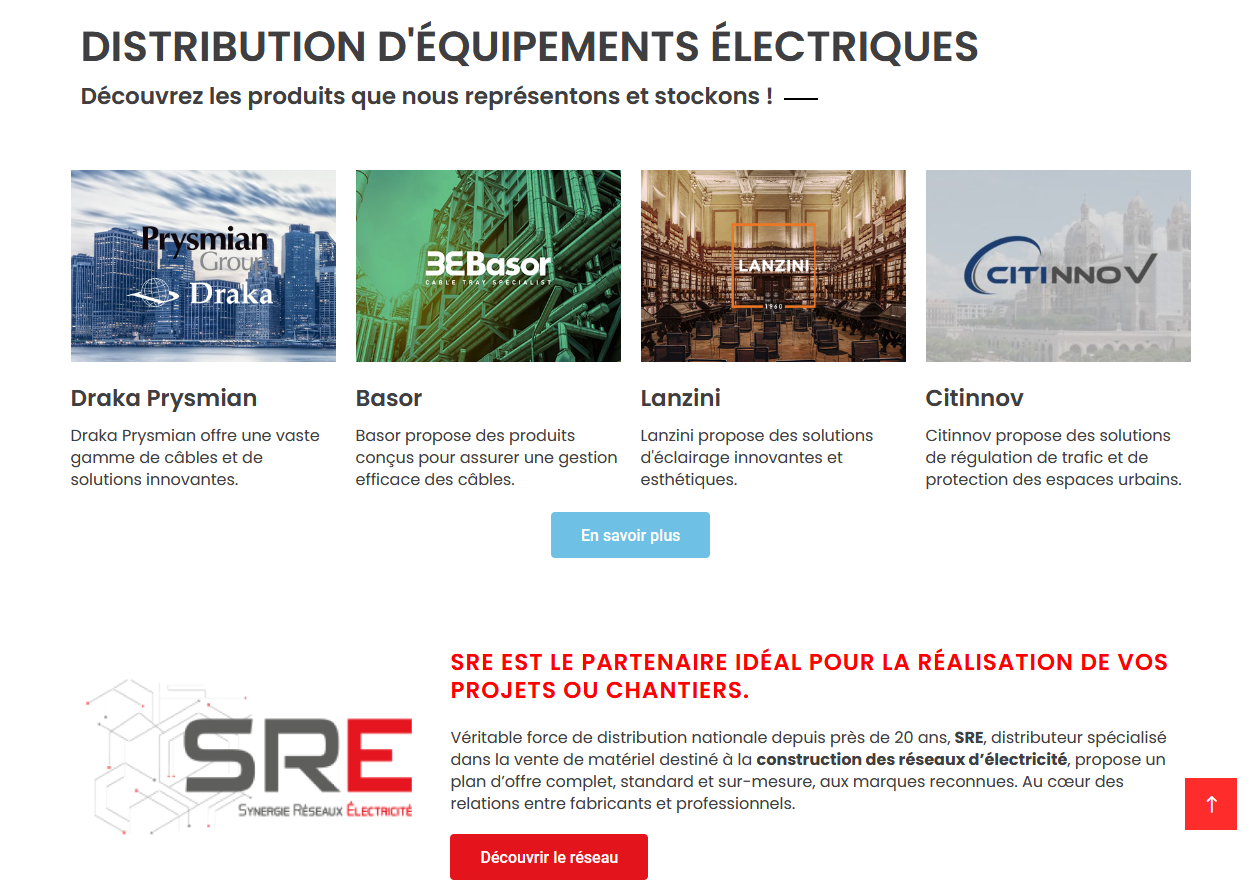 DISTRIBUTION D'ÉQUIPEMENTS ÉLECTRIQUES
Découvrez les produits que nous représentons et stockons !
Prysmian
Group
Draka
BEBasor
CABLE TRAY SPECIALIST
LANZINI
1960
CITINNOV
Draka Prysmian
Draka Prysmian offre une vaste
gamme de câbles et de
solutions innovantes.
Basor
Basor propose des produits
conçus pour assurer une gestion
efficace des câbles.
Lanzini
Lanzini propose des solutions
d'éclairage innovantes et
esthétiques.
Citinnov
Citinnov propose des solutions
de régulation de trafic et de
protection des espaces urbains.
En savoir plus
SRE
SYNERGIE RÉSEAUX ÉLECTRICITÉ
SRE EST LE PARTENAIRE IDÉAL POUR LA RÉALISATION DE VOS
PROJETS OU CHANTIERS.
Véritable force de distribution nationale depuis près de 20 ans, SRE, distributeur spécialisé
dans la vente de matériel destiné à la construction des réseaux d’électricité, propose un
plan d’offre complet, standard et sur-mesure, aux marques reconnues. Au cœur des
relations entre fabricants et professionnels.
Découvrir le réseau